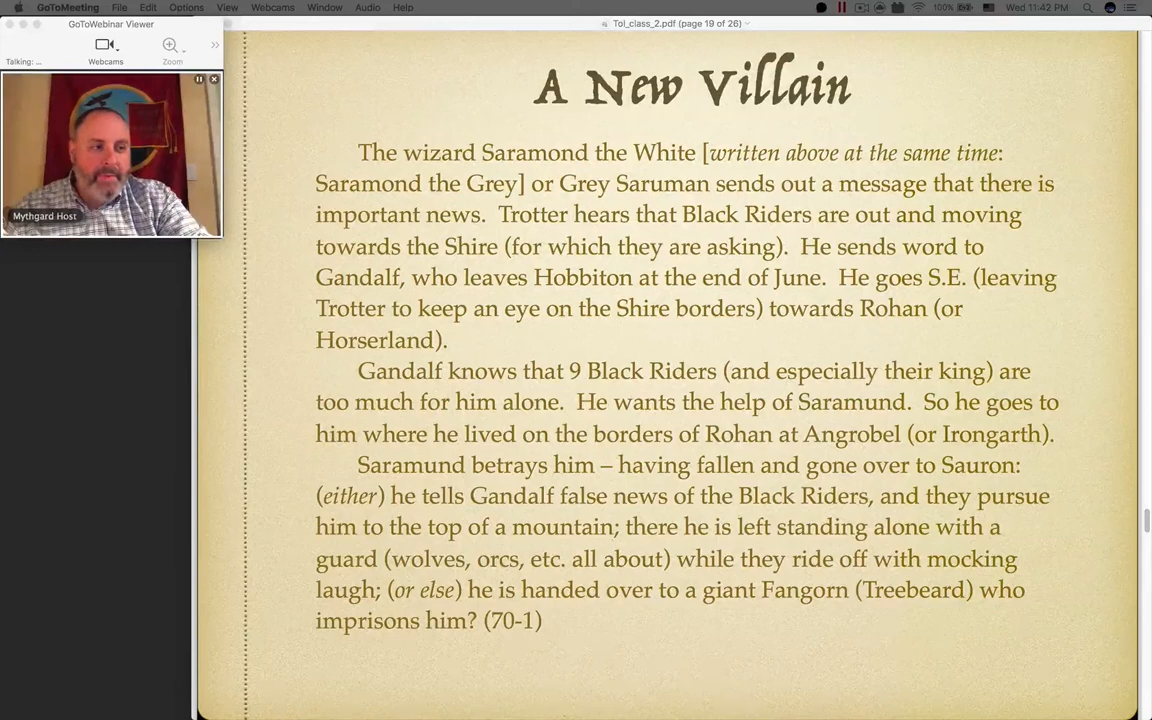 GoToMeeting File Edit Options View Webcams Window Audio Help 100% Wed 11:42 PM
GoToWebinar Viewer
Tol_class_2.pdf (page 19 of 26)
Talking: ... Webcams Zoom
Mythgard Host
A New Villain
The wizard Saramond the White [written above at the same time:
Saramond the Grey] or Grey Saruman sends out a message that there is
important news. Trotter hears that Black Riders are out and moving
towards the Shire (for which they are asking). He sends word to
Gandalf, who leaves Hobbiton at the end of June. He goes S.E. (leaving
Trotter to keep an eye on the Shire borders) towards Rohan (or
Horserland).
Gandalf knows that 9 Black Riders (and especially their king) are
too much for him alone. He wants the help of Saramund. So he goes to
him where he lived on the borders of Rohan at Angrobel (or Irongarth).
Saramund betrays him – having fallen and gone over to Sauron:
(either) he tells Gandalf false news of the Black Riders, and they pursue
him to the top of a mountain; there he is left standing alone with a
guard (wolves, orcs, etc. all about) while they ride off with mocking
laugh; (or else) he is handed over to a giant Fangorn (Treebeard) who
imprisons him? (70-1)